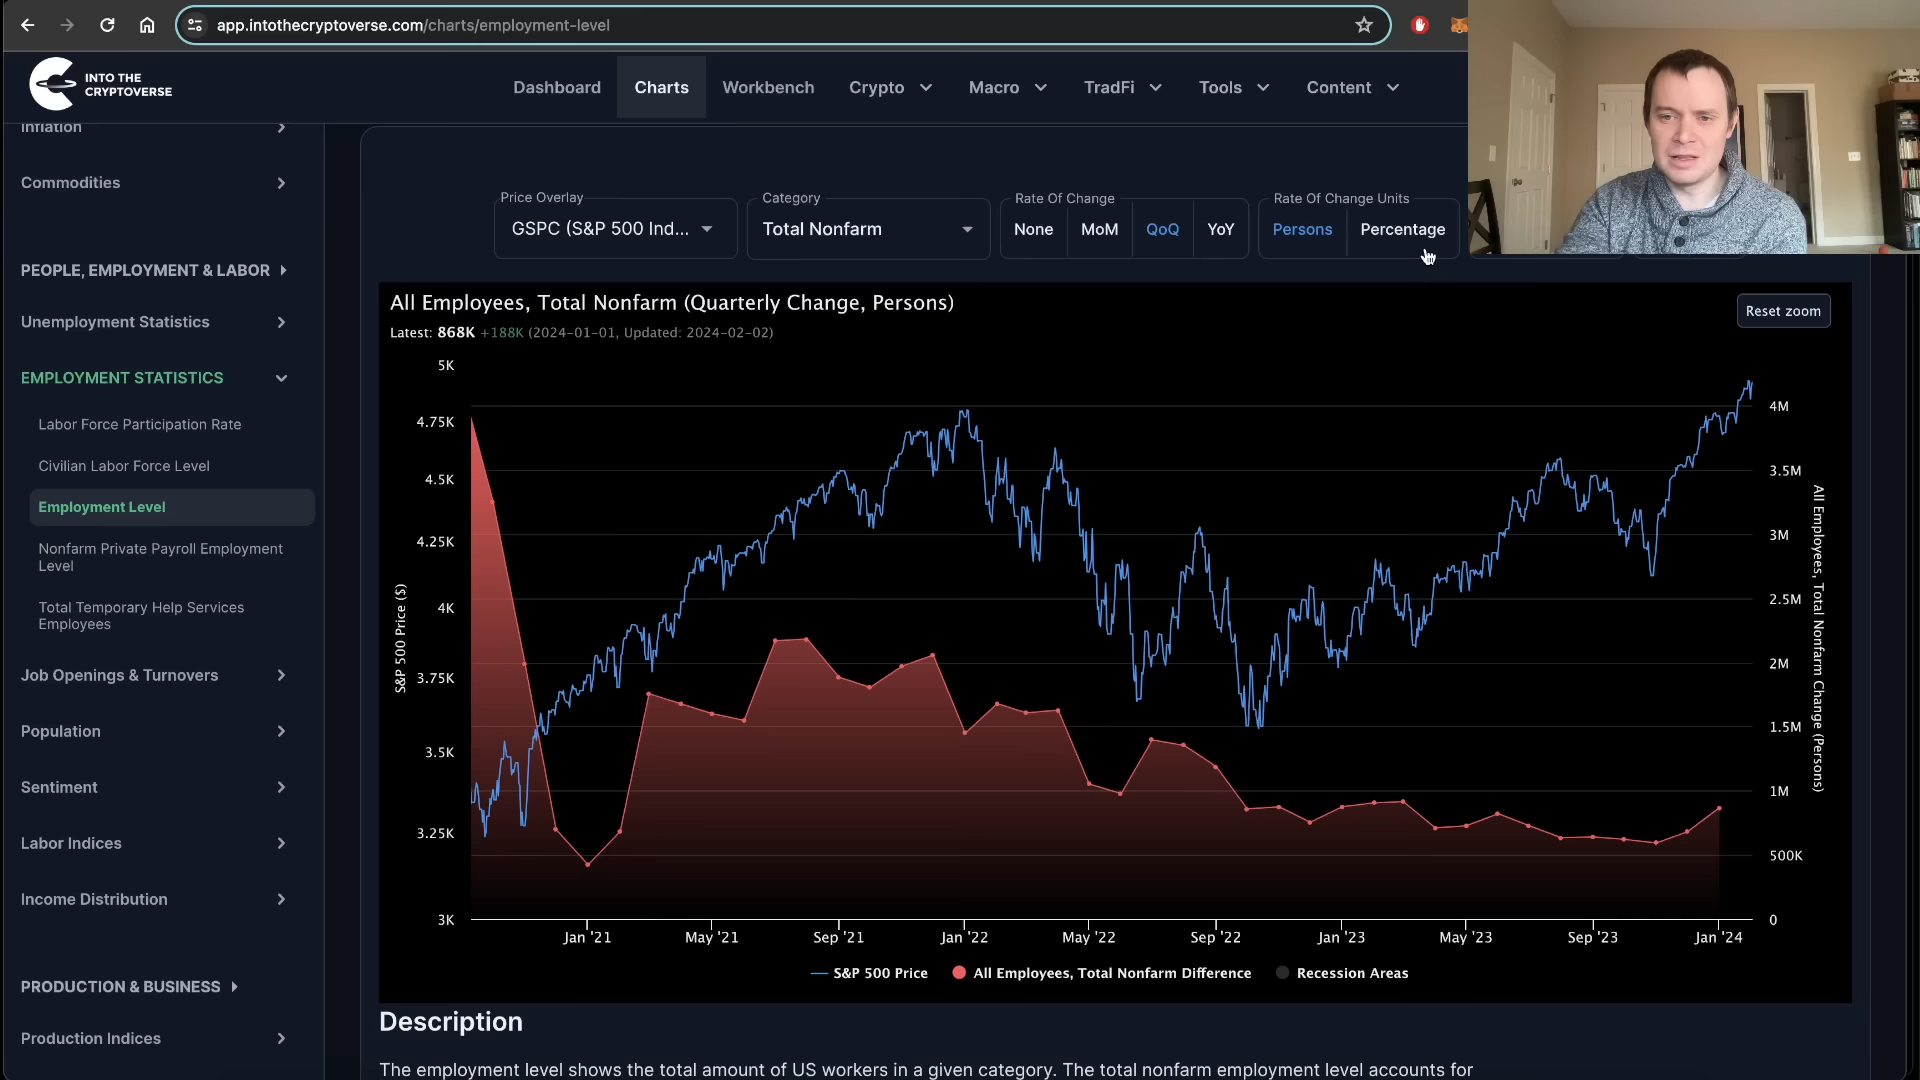 app.intothecryptoverse.com/charts/employment-level
INTO THE
CRYPTOVERSE
Dashboard
Charts
Workbench
Crypto
Macro
TradFi
Tools
Content
Inflation
Commodities
PEOPLE, EMPLOYMENT & LABOR
Unemployment Statistics
EMPLOYMENT STATISTICS
Labor Force Participation Rate
Civilian Labor Force Level
Employment Level
Nonfarm Private Payroll Employment
Level
Total Temporary Help Services
Employees
Job Openings & Turnovers
Population
Sentiment
Labor Indices
Income Distribution
PRODUCTION & BUSINESS
Production Indices
Price Overlay
GSPC (S&P 500 Ind...
Category
Total Nonfarm
Rate Of Change
None
MoM
QoQ
YoY
Rate Of Change Units
Persons
Percentage
All Employees, Total Nonfarm (Quarterly Change, Persons)
Latest: 868K +188K (2024-01-01, Updated: 2024-02-02)
Reset zoom
5K
4.75K
4.5K
4.25K
4K
3.75K
3.5K
3.25K
3K
S&P 500 Price ($)
4M
3.5M
3M
2.5M
2M
1.5M
1M
500K
0
All Employees, Total Nonfarm Change (Persons)
Jan '21
May '21
Sep '21
Jan '22
May '22
Sep '22
Jan '23
May '23
Sep '23
Jan '24
S&P 500 Price
All Employees, Total Nonfarm Difference
Recession Areas
Description
The employment level shows the total amount of US workers in a given category. The total nonfarm employment level accounts for